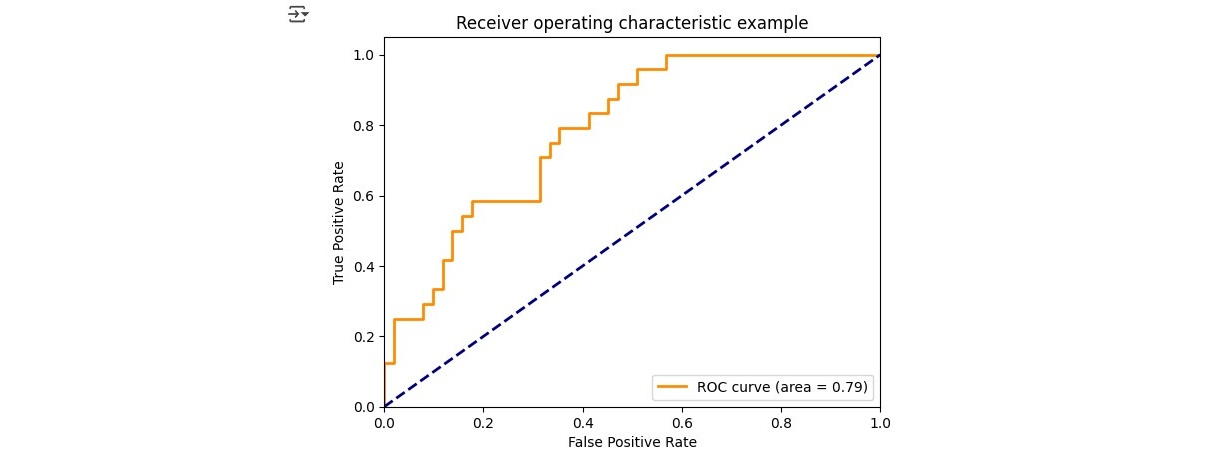 Receiver operating characteristic example
1.0
0.8
0.6
0.4
0.2
0.0
True Positive Rate
ROC curve (area = 0.79)
0.0 0.2 0.4 0.6 0.8 1.0
False Positive Rate